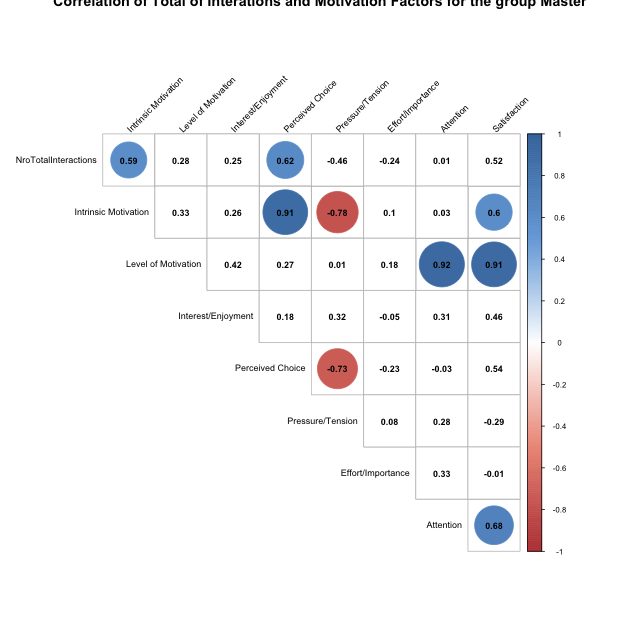 Correlation of Total of Interations and Motivation Factors for the group Master
Intrinsic Motivation
Level of Motivation
Interest/Enjoyment
Perceived Choice
Pressure/Tension
Effort/Importance
Attention
Satisfaction
NroTotalInteractions 0.59 0.28 0.25 0.62 -0.46 -0.24 0.01 0.52
Intrinsic Motivation 0.33 0.26 0.91 -0.78 0.1 0.03 0.6
Level of Motivation 0.42 0.27 0.01 0.18 0.92 0.91
Interest/Enjoyment 0.18 0.32 -0.05 0.31 0.46
Perceived Choice -0.73 -0.23 -0.03 0.54
Pressure/Tension 0.08 0.28 -0.29
Effort/Importance 0.33 -0.01
Attention 0.68
1
0.8
0.6
0.4
0.2
0
-0.2
-0.4
-0.6
-0.8
-1